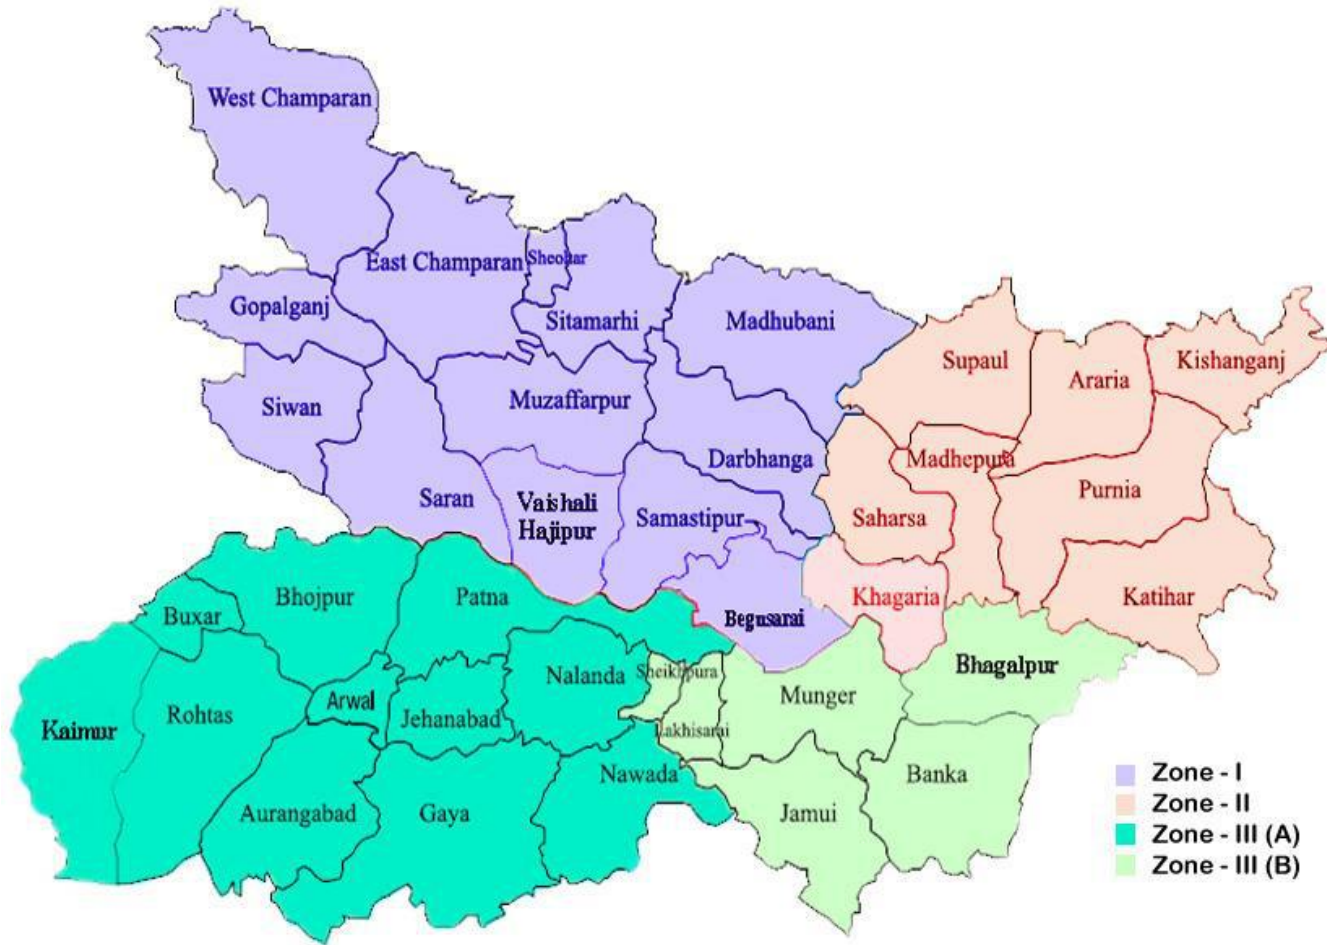 West Champaran
East Champaran
Sheohar
Gopalganj
Sitamarhi
Madhubani
Supaul
Araria
Kishanganj
Siwan
Muzaffarpur
Darbhanga
Madhepura
Purnia
Saran
Vaishali
Hajipur
Samastipur
Saharsa
Khagaria
Katihar
Buxar
Bhojpur
Patna
Begusarai
Kaimur
Rohtas
Arwal
Jehanabad
Nalanda
Sheikhpura
Lakhisarai
Munger
Bhagalpur
Aurangabad
Gaya
Nawada
Jamui
Banka
Zone - I
Zone - II
Zone - III (A)
Zone - III (B)